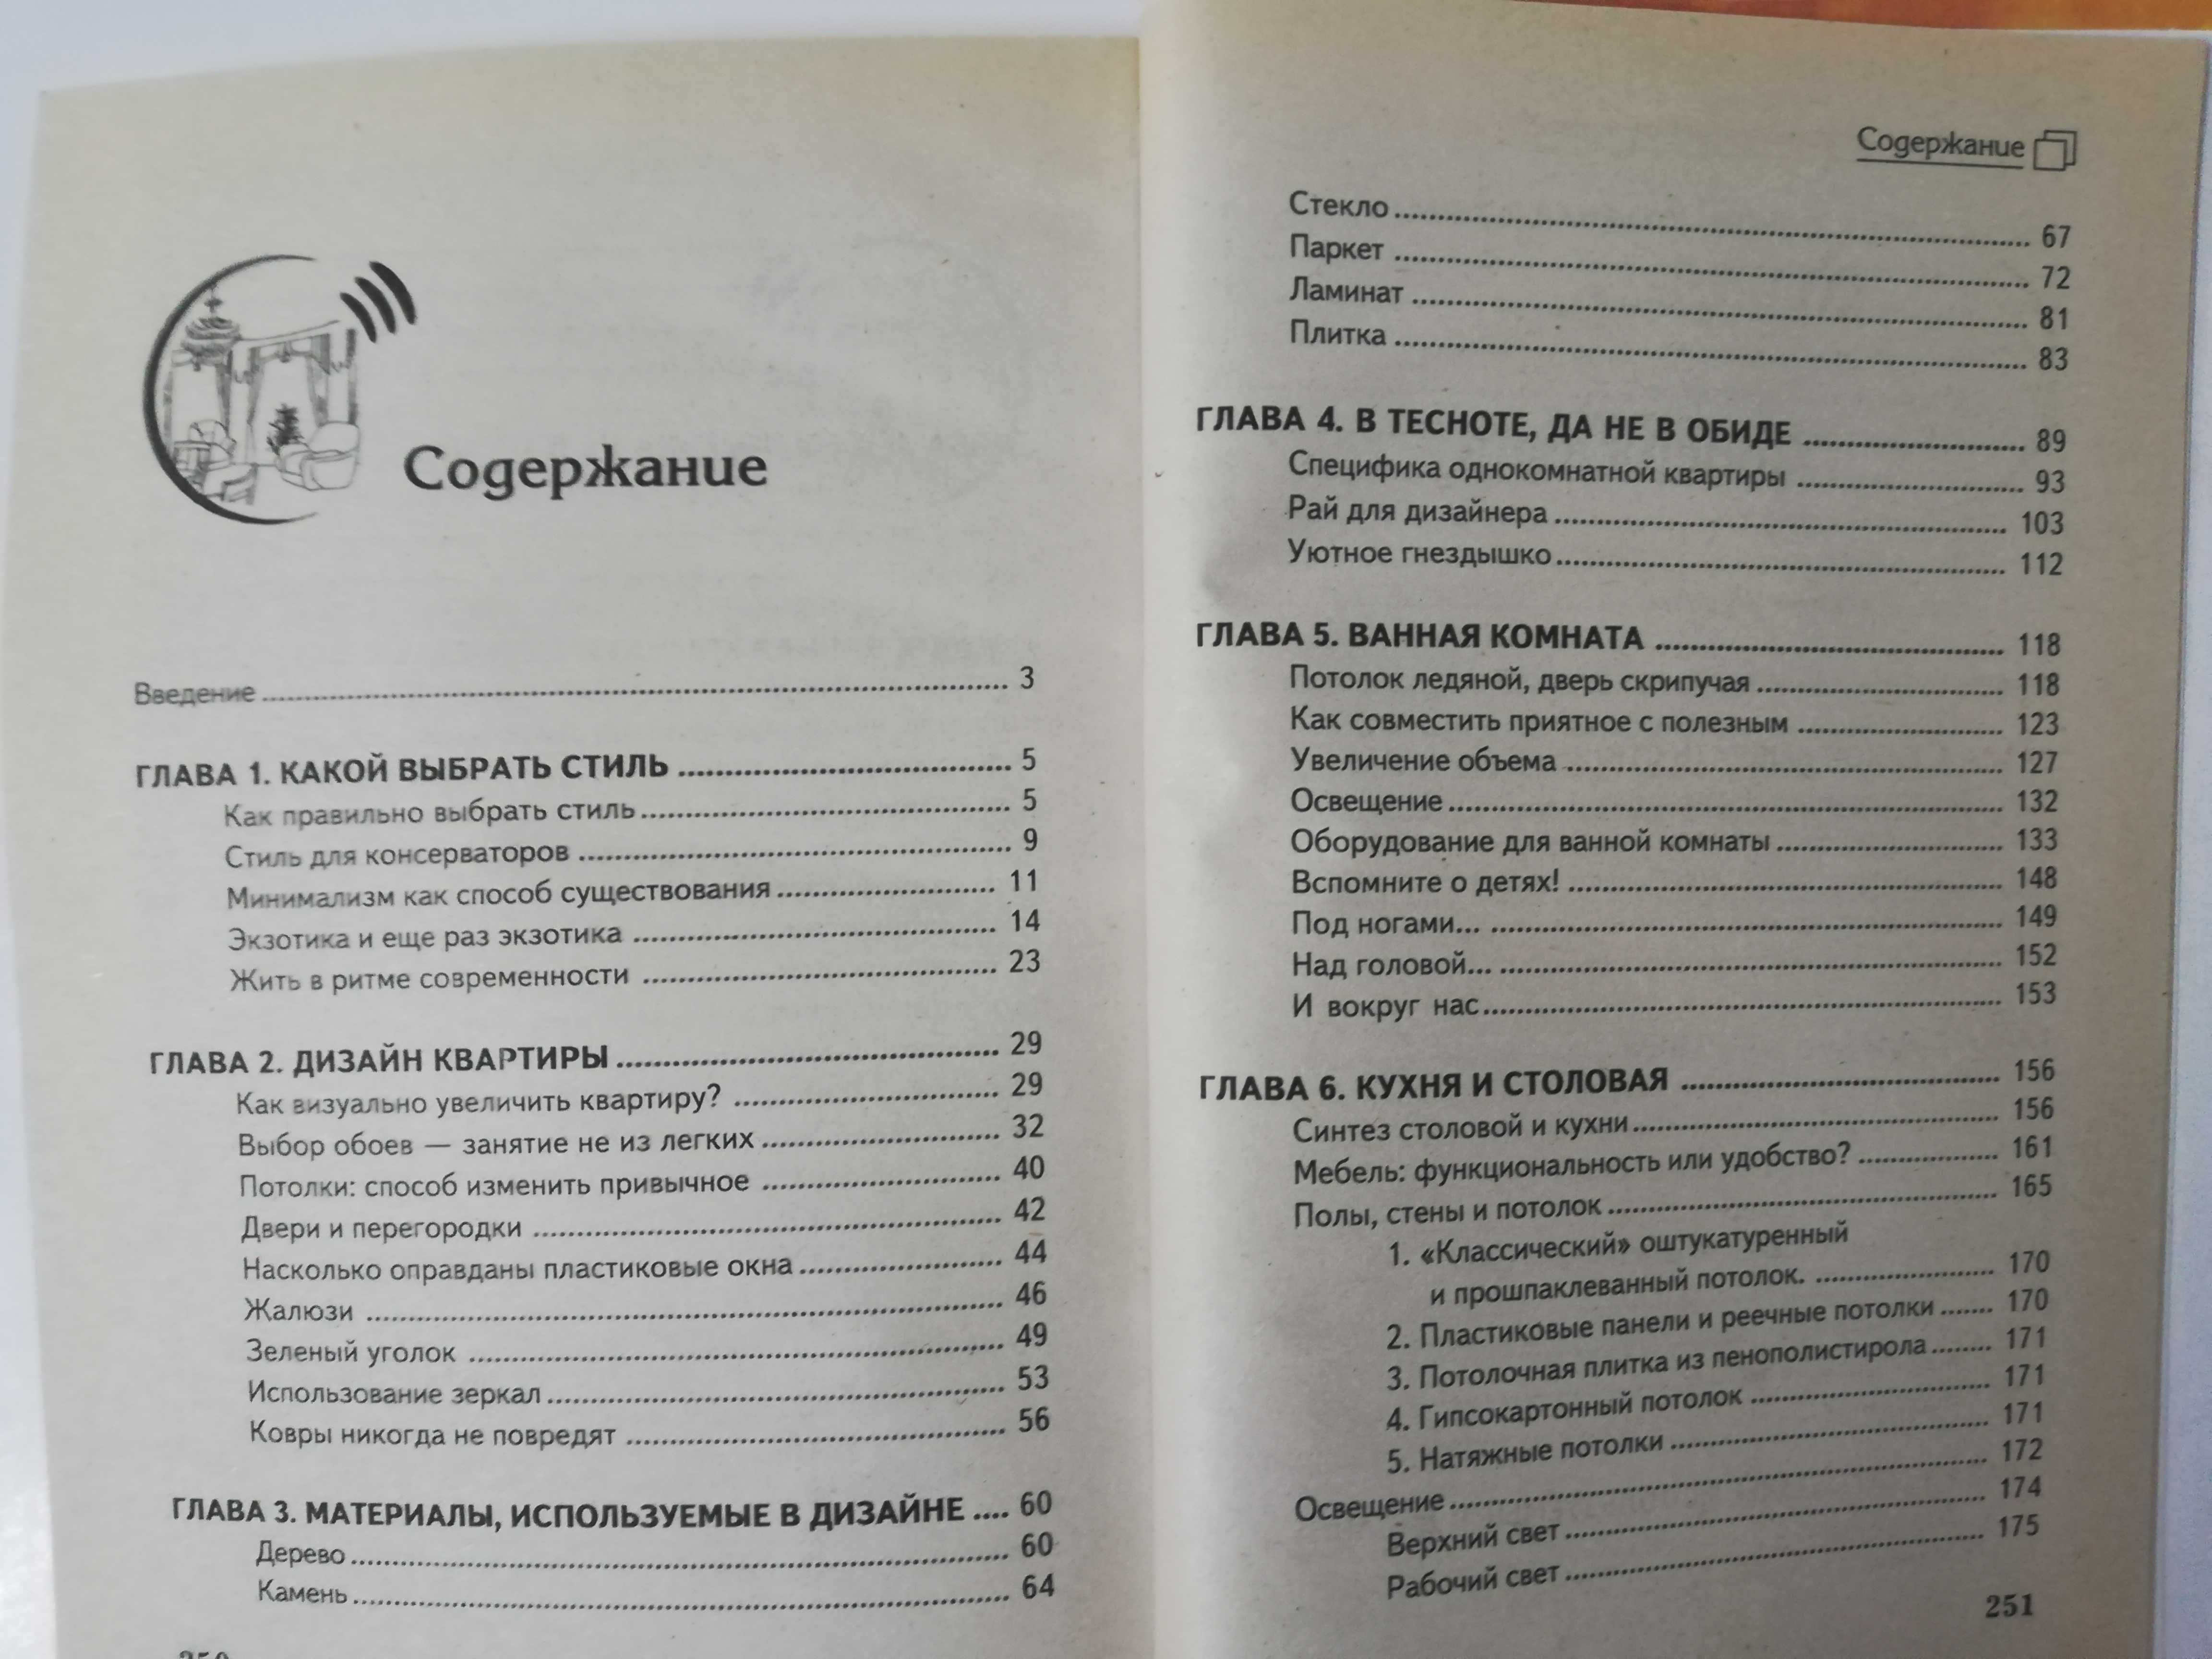 Содержание
Введение ........ 3
ГЛАВА 1. КАКОЙ ВЫБРАТЬ СТИЛЬ ........ 5
Как правильно выбрать стиль ........ 5
Стиль для консерваторов ........ 9
Минимализм как способ существования ........ 11
Экзотика и еще раз экзотика ........ 14
Жить в ритме современности ........ 23
ГЛАВА 2. ДИЗАЙН КВАРТИРЫ ........ 29
Как визуально увеличить квартиру? ........ 29
Выбор обоев — занятие не из легких ........ 32
Потолки: способ изменить привычное ........ 40
Двери и перегородки ........ 42
Насколько оправданы пластиковые окна ........ 44
Жалюзи ........ 46
Зеленый уголок ........ 49
Использование зеркал ........ 53
Ковры никогда не повредят ........ 56
ГЛАВА 3. МАТЕРИАЛЫ, ИСПОЛЬЗУЕМЫЕ В ДИЗАЙНЕ .... 60
Дерево ........ 60
Камень ........ 64
250
Содержание
Стекло ........ 67
Паркет ........ 72
Ламинат ........ 81
Плитка ........ 83
ГЛАВА 4. В ТЕСНОТЕ, ДА НЕ В ОБИДЕ ........ 89
Специфика однокомнатной квартиры ........ 93
Рай для дизайнера ........ 103
Уютное гнездышко ........ 112
ГЛАВА 5. ВАННАЯ КОМНАТА ........ 118
Потолок ледяной, дверь скрипучая ........ 118
Как совместить приятное с полезным ........ 123
Увеличение объема ........ 127
Освещение ........ 132
Оборудование для ванной комнаты ........ 133
Вспомните о детях! ........ 148
Под ногами... ........ 149
Над головой... ........ 152
И вокруг нас ........ 153
ГЛАВА 6. КУХНЯ И СТОЛОВАЯ ........ 156
Синтез столовой и кухни ........ 156
Мебель: функциональность или удобство? ........ 161
Полы, стены и потолок ........ 165
1. «Классический» оштукатуренный
и прошпаклеванный потолок. ........ 170
2. Пластиковые панели и реечные потолки ....... 170
3. Потолочная плитка из пенополистирола ........ 171
4. Гипсокартонный потолок ........ 171
5. Натяжные потолки ........ 171
Освещение ........ 172
Верхний свет ........ 174
Рабочий свет ........ 175
251